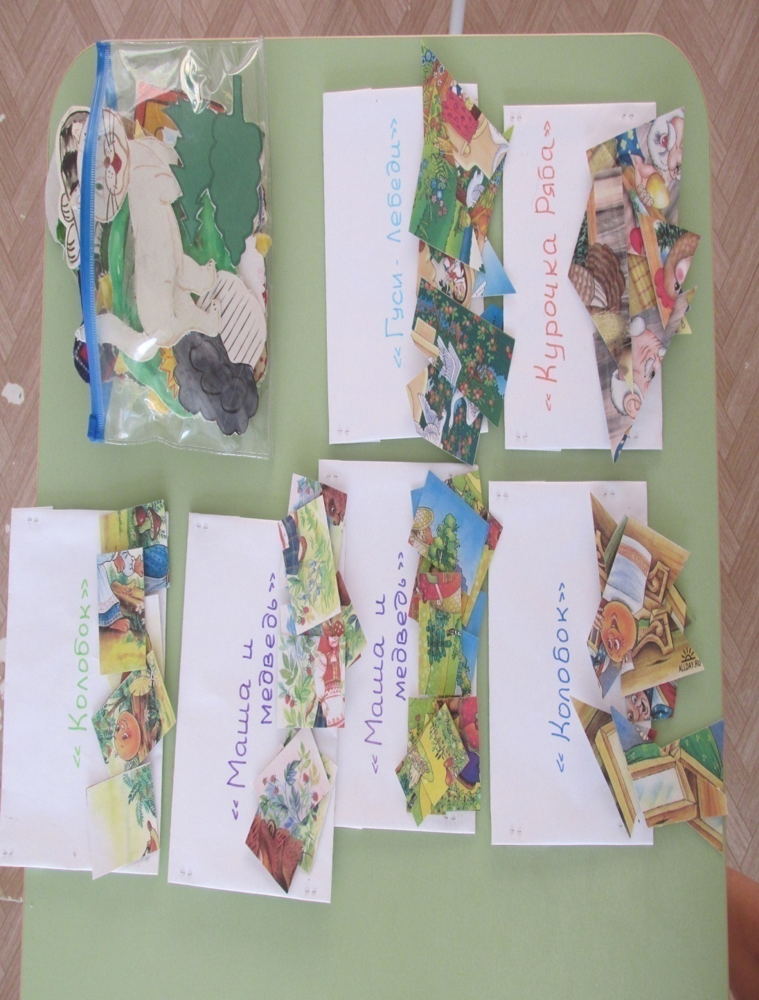 « Гуси - лебеди»
« Курочка Ряба»
« Колобок»
« Маша и
медведь»
« Маша и
медведь»
« Колобок»
ALLDAY.RU